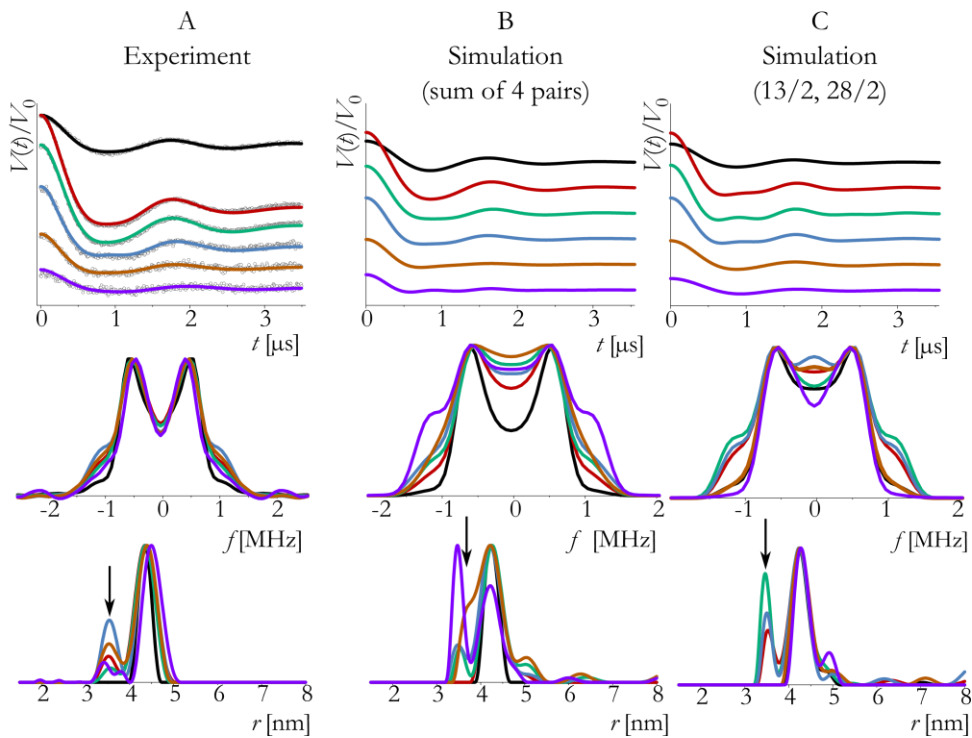 A
Experiment
B
Simulation
(sum of 4 pairs)
C
Simulation
(13/2, 28/2)
V(t)/V0
V(t)/V0
V(t)/V0
0 1 2 3
0 1 2 3
0 1 2 3
t [μs]
t [μs]
t [μs]
-2 -1 0 1 2
-2 -1 0 1 2
-2 -1 0 1 2
f [MHz]
f [MHz]
f [MHz]
2 3 4 5 6 7 8
2 3 4 5 6 7 8
2 3 4 5 6 7 8
r [nm]
r [nm]
r [nm]